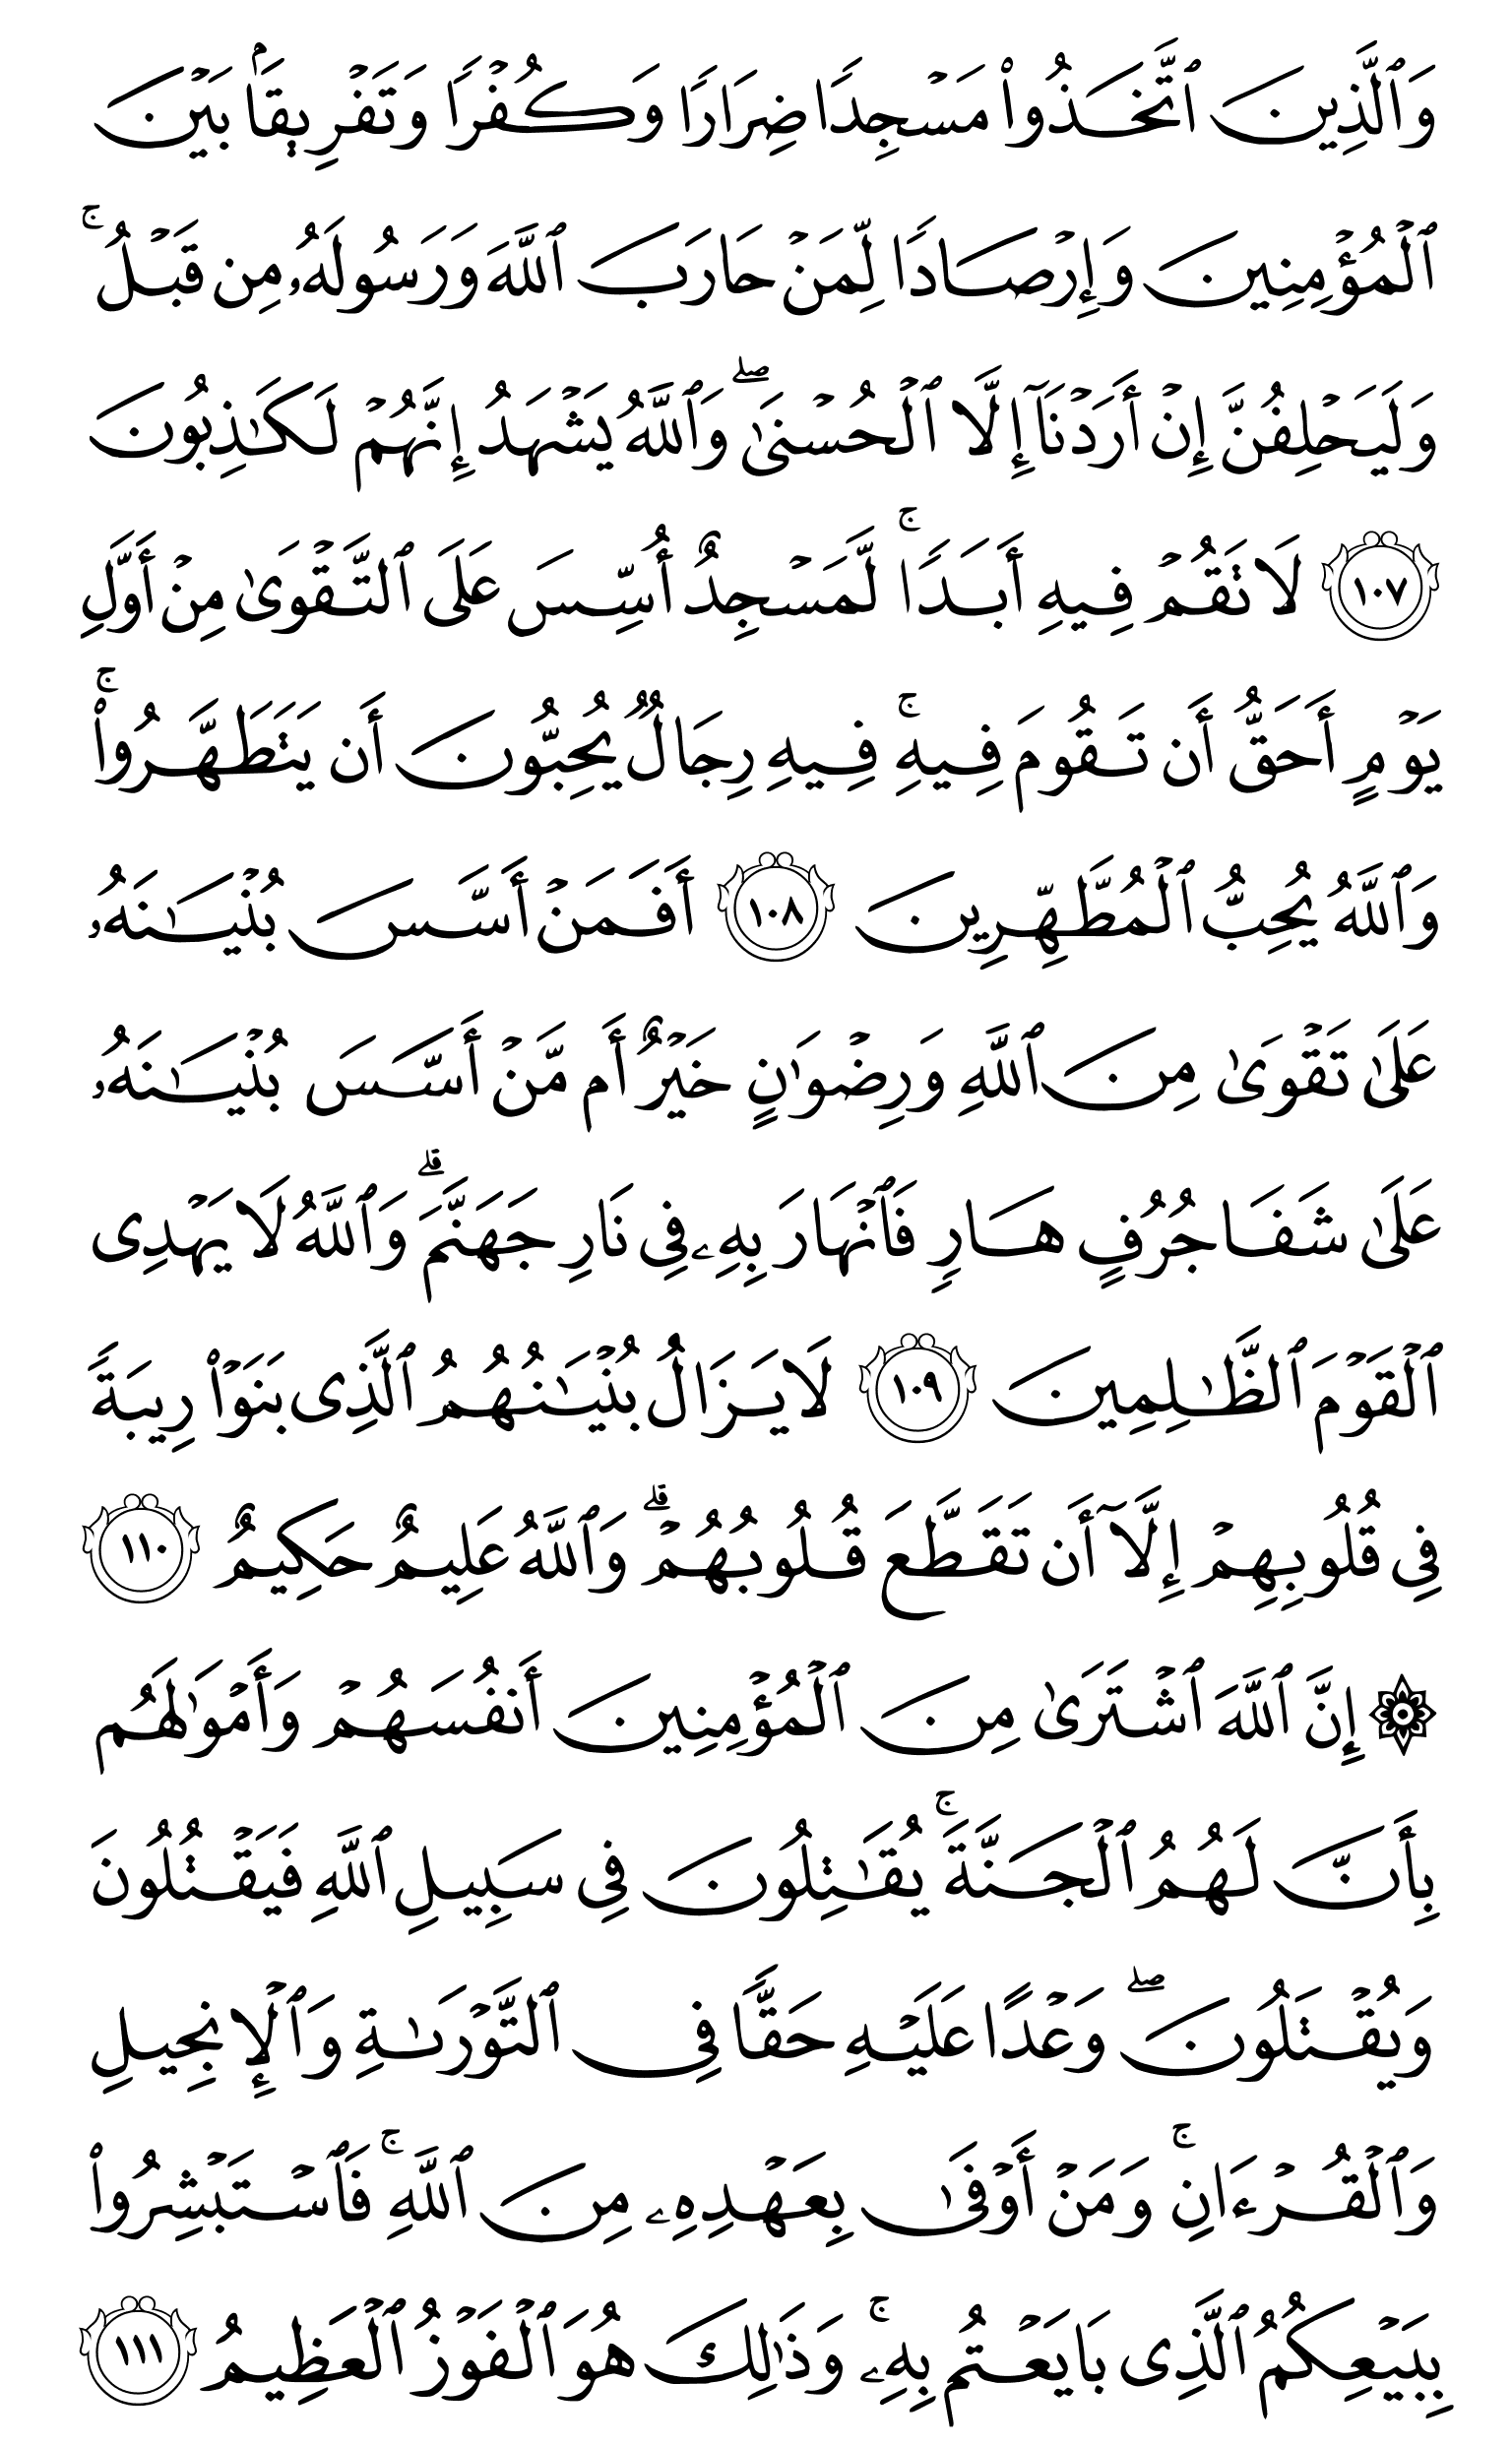 وَٱلَّذِينَ ٱتَّخَذُوا۟ مَسْجِدًا ضِرَارًا وَكُفْرًا وَتَفْرِيقًۢا بَيْنَ
ٱلْمُؤْمِنِينَ وَإِرْصَادًا لِّمَنْ حَارَبَ ٱللَّهَ وَرَسُولَهُۥ مِن قَبْلُ ۚ
وَلَيَحْلِفُنَّ إِنْ أَرَدْنَآ إِلَّا ٱلْحُسْنَىٰ ۖ وَٱللَّهُ يَشْهَدُ إِنَّهُمْ لَكَـٰذِبُونَ
١٠٧ لَا تَقُمْ فِيهِ أَبَدًا ۚ لَّمَسْجِدٌ أُسِّسَ عَلَى ٱلتَّقْوَىٰ مِنْ أَوَّلِ
يَوْمٍ أَحَقُّ أَن تَقُومَ فِيهِ ۚ فِيهِ رِجَالٌ يُحِبُّونَ أَن يَتَطَهَّرُوا۟ ۚ
وَٱللَّهُ يُحِبُّ ٱلْمُطَّهِّرِينَ ١٠٨ أَفَمَنْ أَسَّسَ بُنْيَـٰنَهُۥ
عَلَىٰ تَقْوَىٰ مِنَ ٱللَّهِ وَرِضْوَٰنٍ خَيْرٌ أَم مَّنْ أَسَّسَ بُنْيَـٰنَهُۥ
عَلَىٰ شَفَا جُرُفٍ هَارٍ فَٱنْهَارَ بِهِۦ فِى نَارِ جَهَنَّمَ ۗ وَٱللَّهُ لَا يَهْدِى
ٱلْقَوْمَ ٱلظَّـٰلِمِينَ ١٠٩ لَا يَزَالُ بُنْيَـٰنُهُمُ ٱلَّذِى بَنَوْا۟ رِيبَةً
فِى قُلُوبِهِمْ إِلَّآ أَن تَقَطَّعَ قُلُوبُهُمْ ۗ وَٱللَّهُ عَلِيمٌ حَكِيمٌ ١١٠
۞ إِنَّ ٱللَّهَ ٱشْتَرَىٰ مِنَ ٱلْمُؤْمِنِينَ أَنفُسَهُمْ وَأَمْوَٰلَهُم
بِأَنَّ لَهُمُ ٱلْجَنَّةَ ۚ يُقَـٰتِلُونَ فِى سَبِيلِ ٱللَّهِ فَيَقْتُلُونَ
وَيُقْتَلُونَ ۖ وَعْدًا عَلَيْهِ حَقًّا فِى ٱلتَّوْرَىٰةِ وَٱلْإِنجِيلِ
وَٱلْقُرْءَانِ ۚ وَمَنْ أَوْفَىٰ بِعَهْدِهِۦ مِنَ ٱللَّهِ ۚ فَٱسْتَبْشِرُوا۟
بِبَيْعِكُمُ ٱلَّذِى بَايَعْتُم بِهِۦ ۚ وَذَٰلِكَ هُوَ ٱلْفَوْزُ ٱلْعَظِيمُ ١١١